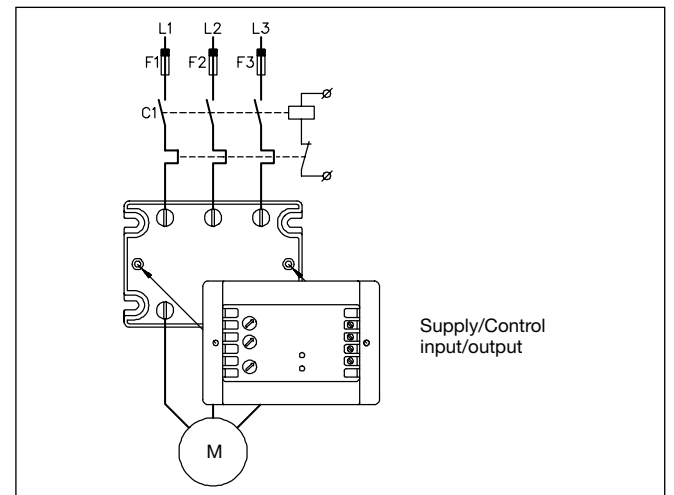 L1 L2 L3
F1 F2 F3
C1
Supply/Control
input/output
M